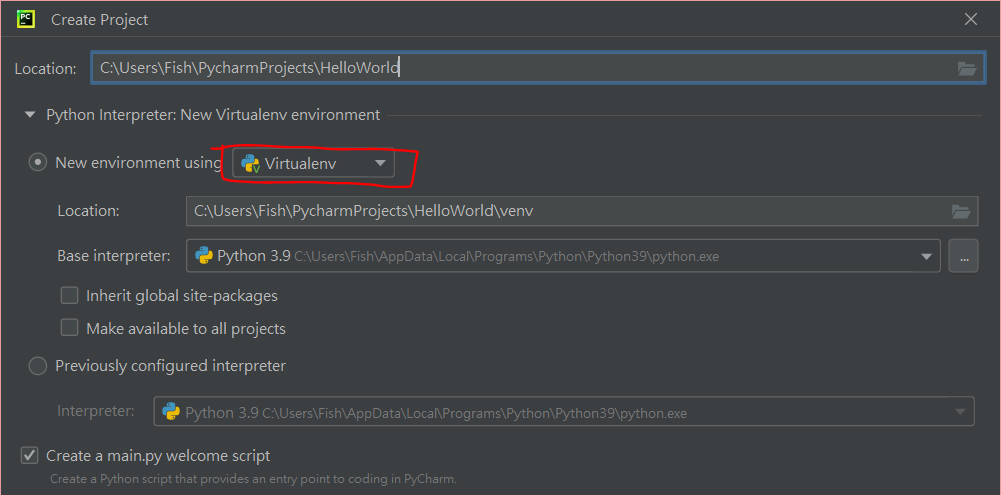 PC Create Project
Location: C:\Users\Fish\PycharmProjects\HelloWorld
Python Interpreter: New Virtualenv environment
New environment using Virtualenv
Location: C:\Users\Fish\PycharmProjects\HelloWorld\venv
Base interpreter: Python 3.9 C:\Users\Fish\AppData\Local\Programs\Python\Python39\python.exe ...
Inherit global site-packages
Make available to all projects
Previously configured interpreter
Interpreter: Python 3.9 C:\Users\Fish\AppData\Local\Programs\Python\Python39\python.exe
Create a main.py welcome script
Create a Python script that provides an entry point to coding in PyCharm.